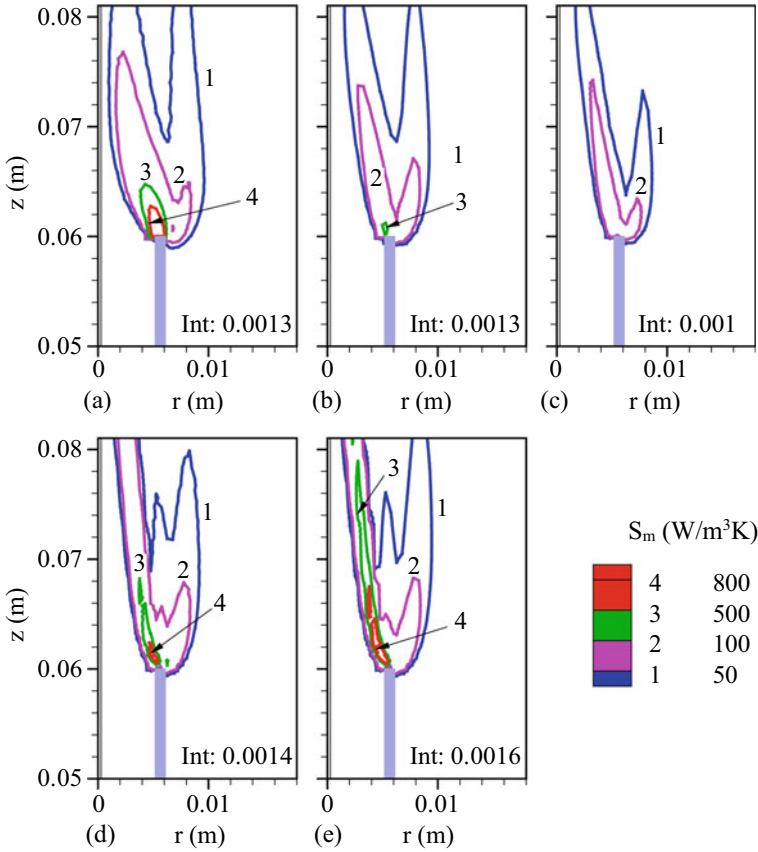 0.08
0.07
0.06
0.05
z (m)
1
2
3
4
Int: 0.0013
0
0.01
(a)
r (m)
1
2
3
Int: 0.0013
0
0.01
(b)
r (m)
1
2
Int: 0.001
0
0.01
(c)
r (m)
0.08
0.07
0.06
0.05
z (m)
1
3
2
4
Int: 0.0014
0
0.01
(d)
r (m)
3
1
2
4
Int: 0.0016
0
0.01
(e)
r (m)
Sm (W/m³K)
4 800
3 500
2 100
1 50